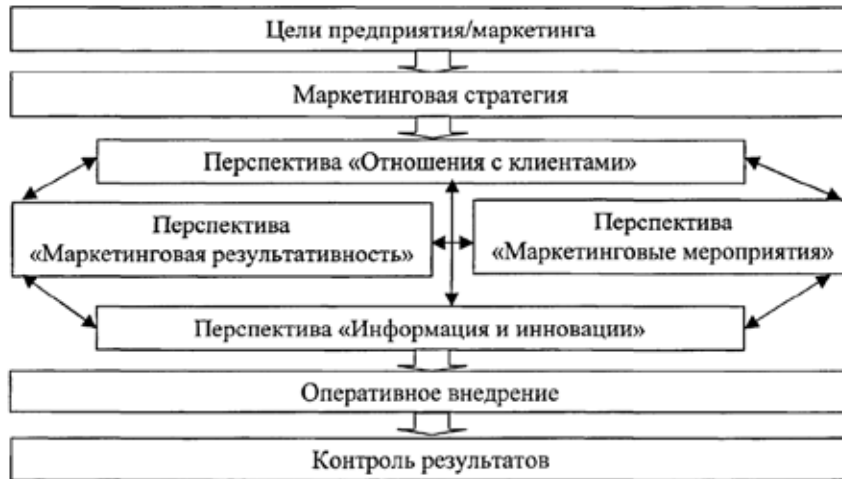 Цели предприятия/маркетинга
Маркетинговая стратегия
Перспектива «Отношения с клиентами»
Перспектива
«Маркетинговая результативность»
Перспектива
«Маркетинговые мероприятия»
Перспектива «Информация и инновации»
Оперативное внедрение
Контроль результатов